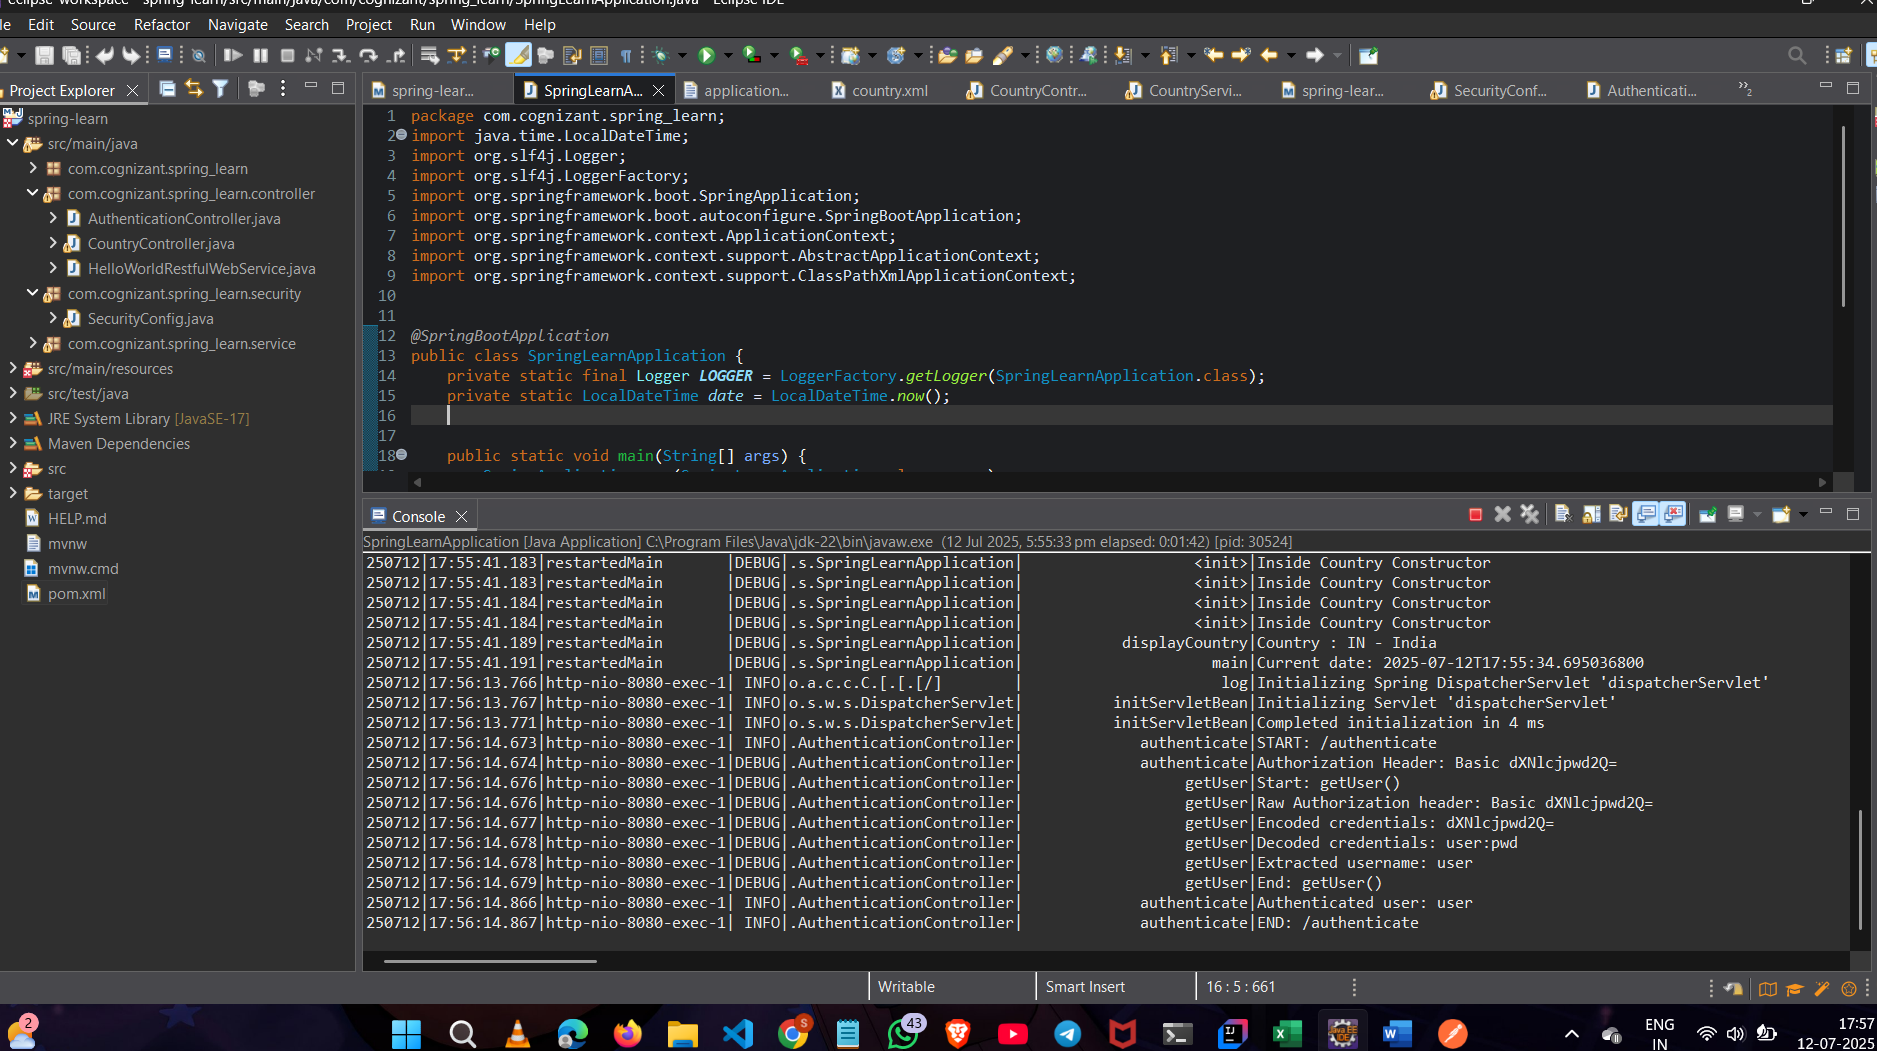 eclipse-workspace - spring-learn/src/main/java/com/cognizant/spring_learn/SpringLearnApplication.java - Eclipse IDE
Edit Source Refactor Navigate Search Project Run Window Help
Project Explorer
spring-lear... SpringLearnA... application... country.xml CountryContr... CountryServi... spring-lear... SecurityConf... Authenticati... »2
spring-learn
src/main/java
com.cognizant.spring_learn
com.cognizant.spring_learn.controller
AuthenticationController.java
CountryController.java
HelloWorldRestfulWebService.java
com.cognizant.spring_learn.security
SecurityConfig.java
com.cognizant.spring_learn.service
src/main/resources
src/test/java
JRE System Library [JavaSE-17]
Maven Dependencies
src
target
HELP.md
mvnw
mvnw.cmd
pom.xml
1 package com.cognizant.spring_learn;
2 import java.time.LocalDateTime;
3 import org.slf4j.Logger;
4 import org.slf4j.LoggerFactory;
5 import org.springframework.boot.SpringApplication;
6 import org.springframework.boot.autoconfigure.SpringBootApplication;
7 import org.springframework.context.ApplicationContext;
8 import org.springframework.context.support.AbstractApplicationContext;
9 import org.springframework.context.support.ClassPathXmlApplicationContext;
10
11
12 @SpringBootApplication
13 public class SpringLearnApplication {
14 private static final Logger LOGGER = LoggerFactory.getLogger(SpringLearnApplication.class);
15 private static LocalDateTime date = LocalDateTime.now();
16
17
18 public static void main(String[] args) {
Console
SpringLearnApplication [Java Application] C:\Program Files\Java\jdk-22\bin\javaw.exe (12 Jul 2025, 5:55:33 pm elapsed: 0:01:42) [pid: 30524]
250712|17:55:41.183|restartedMain |DEBUG|.s.SpringLearnApplication| <init>|Inside Country Constructor
250712|17:55:41.183|restartedMain |DEBUG|.s.SpringLearnApplication| <init>|Inside Country Constructor
250712|17:55:41.184|restartedMain |DEBUG|.s.SpringLearnApplication| <init>|Inside Country Constructor
250712|17:55:41.184|restartedMain |DEBUG|.s.SpringLearnApplication| <init>|Inside Country Constructor
250712|17:55:41.189|restartedMain |DEBUG|.s.SpringLearnApplication| displayCountry|Country : IN - India
250712|17:55:41.191|restartedMain |DEBUG|.s.SpringLearnApplication| main|Current date: 2025-07-12T17:55:34.695036800
250712|17:56:13.766|http-nio-8080-exec-1| INFO|o.a.c.c.C.[.[.[/] | log|Initializing Spring DispatcherServlet 'dispatcherServlet'
250712|17:56:13.767|http-nio-8080-exec-1| INFO|o.s.w.s.DispatcherServlet| initServletBean|Initializing Servlet 'dispatcherServlet'
250712|17:56:13.771|http-nio-8080-exec-1| INFO|o.s.w.s.DispatcherServlet| initServletBean|Completed initialization in 4 ms
250712|17:56:14.673|http-nio-8080-exec-1| INFO|.AuthenticationController| authenticate|START: /authenticate
250712|17:56:14.674|http-nio-8080-exec-1|DEBUG|.AuthenticationController| authenticate|Authorization Header: Basic dXNlcjpwd2Q=
250712|17:56:14.676|http-nio-8080-exec-1|DEBUG|.AuthenticationController| getUser|Start: getUser()
250712|17:56:14.676|http-nio-8080-exec-1|DEBUG|.AuthenticationController| getUser|Raw Authorization header: Basic dXNlcjpwd2Q=
250712|17:56:14.677|http-nio-8080-exec-1|DEBUG|.AuthenticationController| getUser|Encoded credentials: dXNlcjpwd2Q=
250712|17:56:14.678|http-nio-8080-exec-1|DEBUG|.AuthenticationController| getUser|Decoded credentials: user:pwd
250712|17:56:14.678|http-nio-8080-exec-1|DEBUG|.AuthenticationController| getUser|Extracted username: user
250712|17:56:14.679|http-nio-8080-exec-1|DEBUG|.AuthenticationController| getUser|End: getUser()
250712|17:56:14.866|http-nio-8080-exec-1| INFO|.AuthenticationController| authenticate|Authenticated user: user
250712|17:56:14.867|http-nio-8080-exec-1| INFO|.AuthenticationController| authenticate|END: /authenticate
Writable Smart Insert 16 : 5 : 661
2 43 ENG IN 17:57
12-07-2025